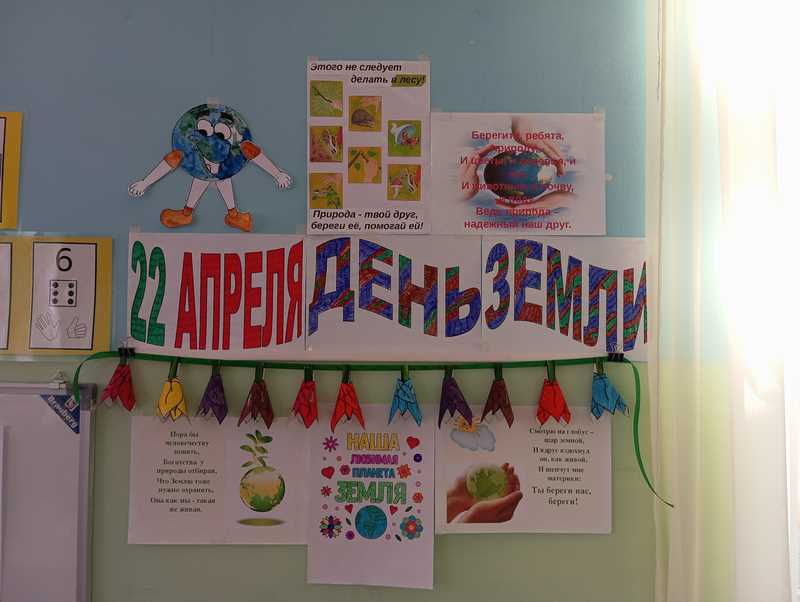 Этого не следует
делать в лесу!
Природа - твой друг,
береги её, помогай ей!
Берегите, ребята,
природу,
И цветы, и деревья, и
И животных, и почву,
и воду
Ведь природа –
надежный наш друг.
6
22 АПРЕЛЯ ДЕНЬ ЗЕМЛИ
Brauberg
Пора бы
человечеству
понять,
Богатства у
природы отбирая,
Что Землю тоже
нужно охранять,
Она как мы - такая
же живая.
НАША
ЛЮБИМАЯ
ПЛАНЕТА
ЗЕМЛЯ
Смотрю на глобус –
шар земной,
И вдруг вздохнул
он, как живой,
И шепчут мне
материки:
Ты береги нас,
береги!